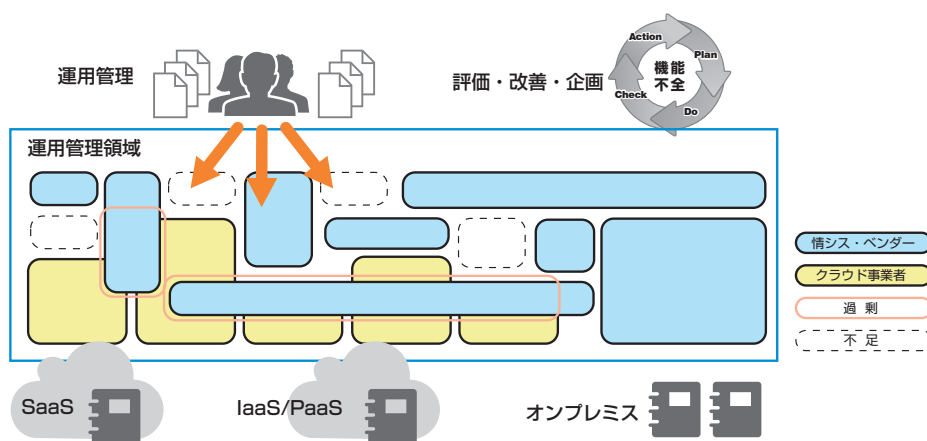 運用管理
評価・改善・企画
Action
Plan
機能
不全
Check
Do
運用管理領域
情シス・ベンダー
クラウド事業者
過 剰
不 足
SaaS
IaaS/PaaS
オンプレミス